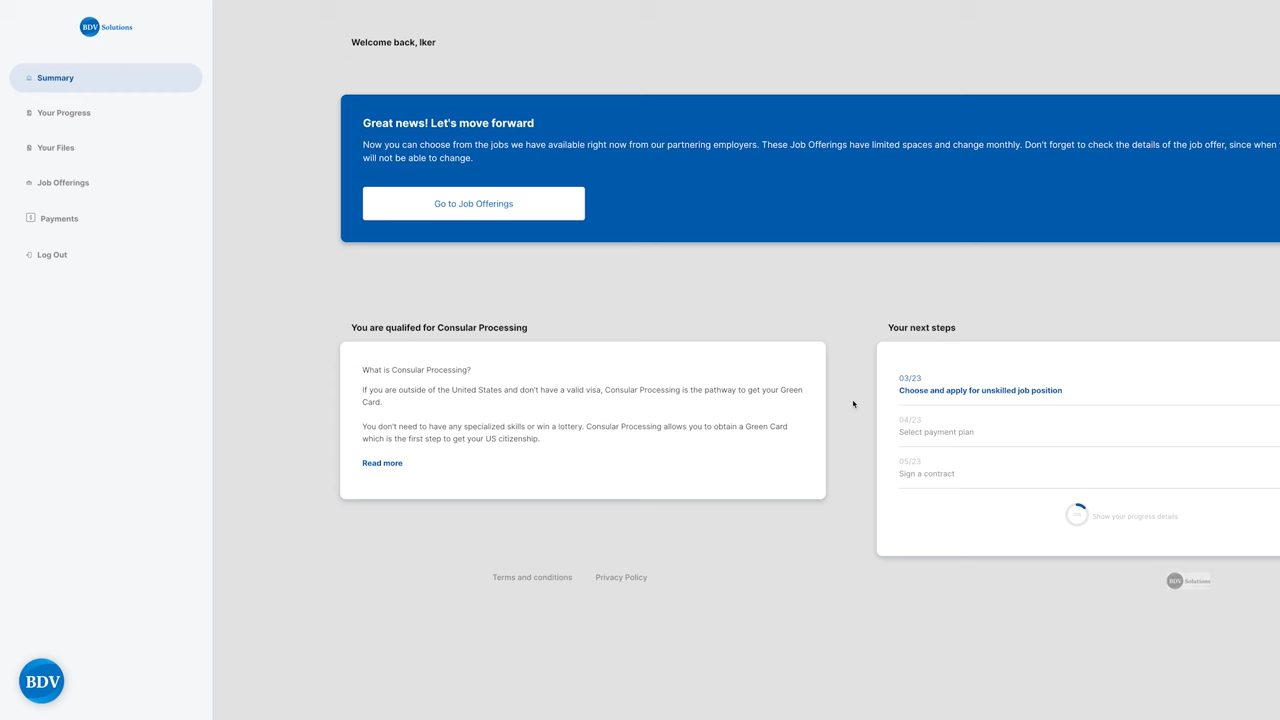 BDV Solutions
Summary
Your Progress
Your Files
Job Offerings
Payments
Log Out
BDV
Welcome back, Iker
Great news! Let's move forward
Now you can choose from the jobs we have available right now from our partnering employers. These Job Offerings have limited spaces and change monthly. Don't forget to check the details of the job offer, since when
will not be able to change.
Go to Job Offerings
You are qualifed for Consular Processing
What is Consular Processing?
If you are outside of the United States and don't have a valid visa, Consular Processing is the pathway to get your Green
Card.
You don't need to have any specialized skills or win a lottery. Consular Processing allows you to obtain a Green Card
which is the first step to get your US citizenship.
Read more
Your next steps
03/23
Choose and apply for unskilled job position
04/23
Select payment plan
05/23
Sign a contract
Show your progress details
Terms and conditions
Privacy Policy
BDV Solutions